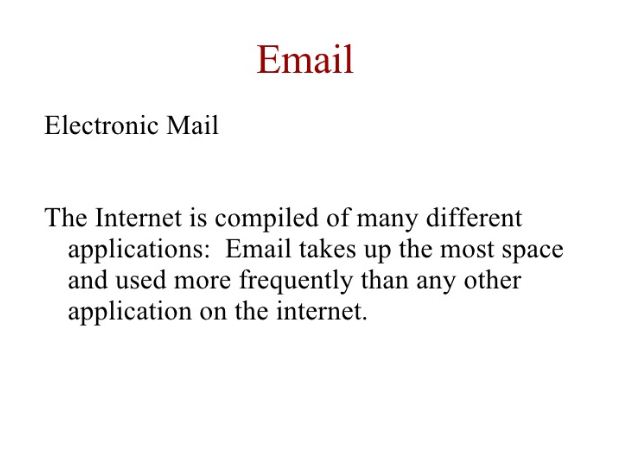 Email
Electronic Mail
The Internet is compiled of many different
applications:  Email takes up the most space
and used more frequently than any other
application on the internet.